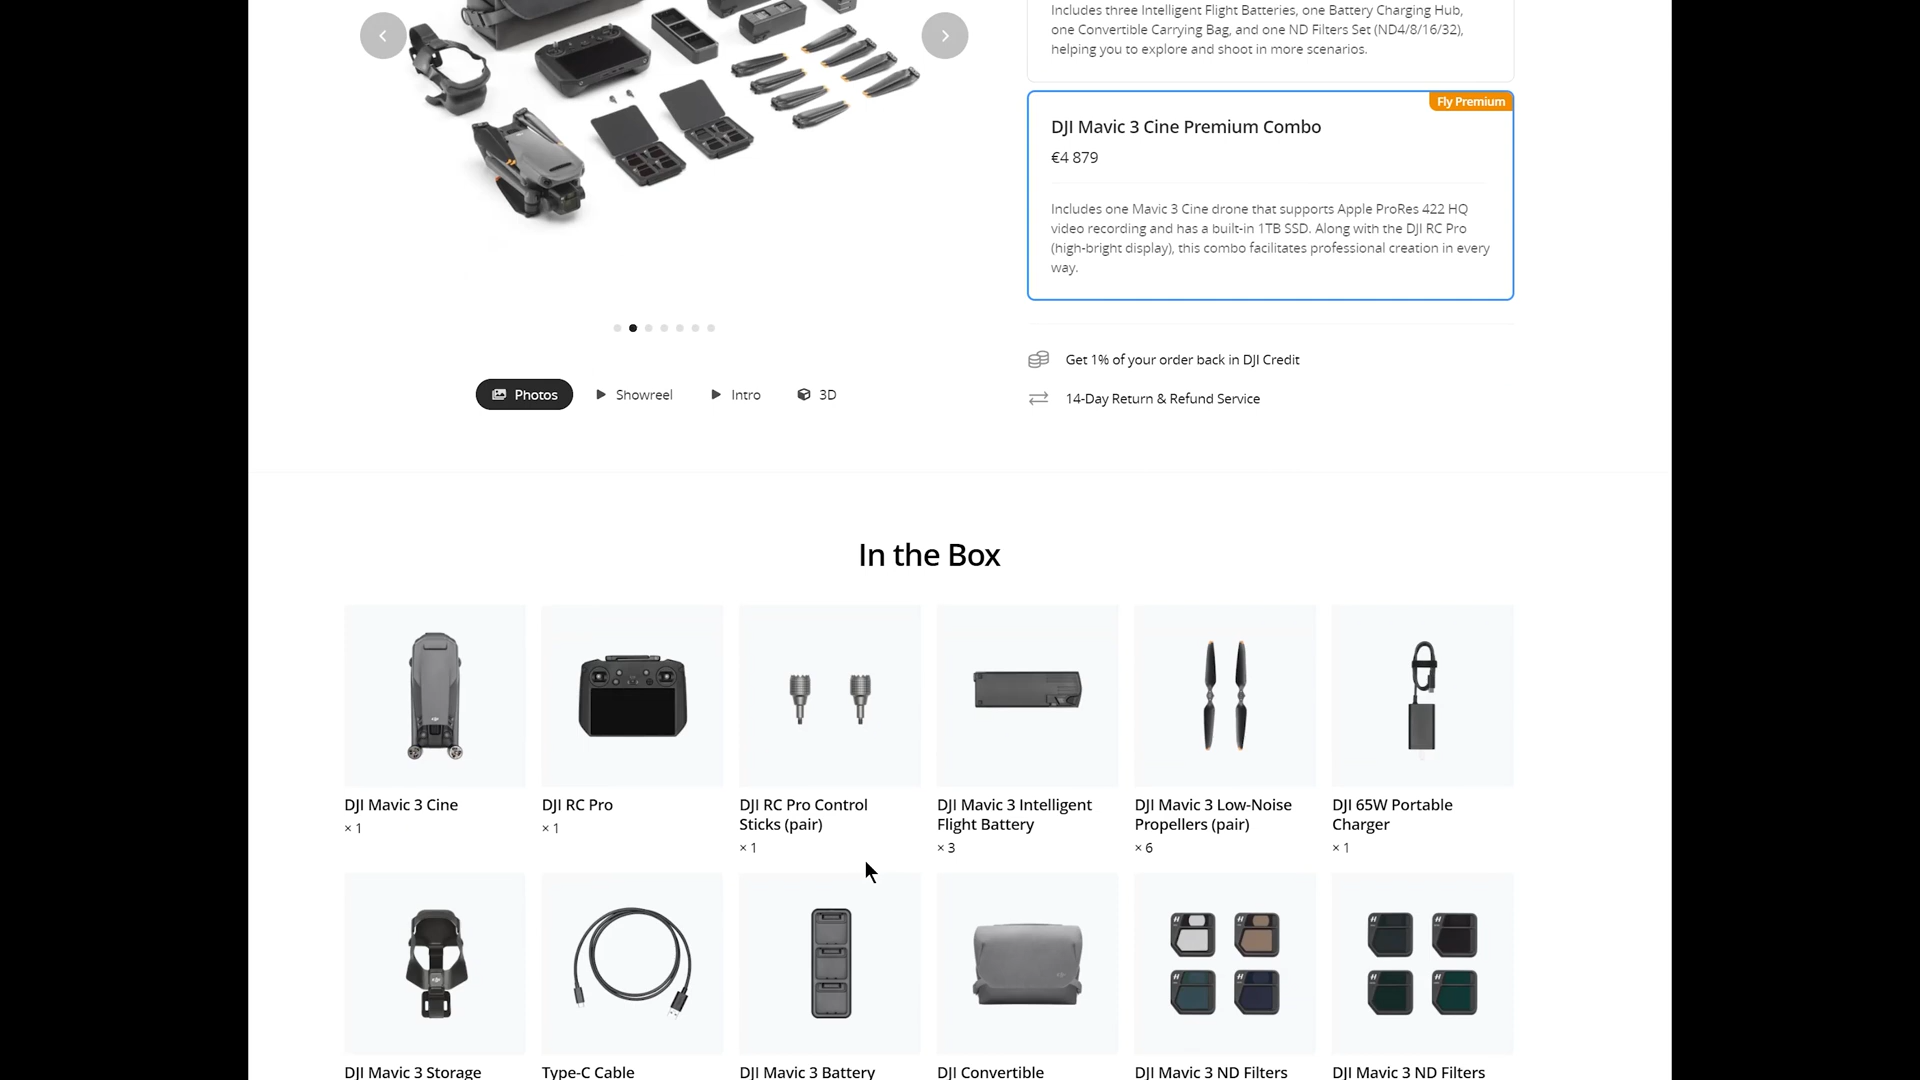 Includes three Intelligent Flight Batteries, one Battery Charging Hub,
one Convertible Carrying Bag, and one ND Filters Set (ND4/8/16/32),
helping you to explore and shoot in more scenarios.
Fly Premium
DJI Mavic 3 Cine Premium Combo
€4 879
Includes one Mavic 3 Cine drone that supports Apple ProRes 422 HQ
video recording and has a built-in 1TB SSD. Along with the DJI RC Pro
(high-bright display), this combo facilitates professional creation in every
way.
Get 1% of your order back in DJI Credit
14-Day Return & Refund Service
Photos
Showreel
Intro
3D
In the Box
DJI Mavic 3 Cine
× 1
DJI RC Pro
× 1
DJI RC Pro Control
Sticks (pair)
× 1
DJI Mavic 3 Intelligent
Flight Battery
× 3
DJI Mavic 3 Low-Noise
Propellers (pair)
× 6
DJI 65W Portable
Charger
× 1
DJI Mavic 3 Storage
Type-C Cable
DJI Mavic 3 Battery
DJI Convertible
DJI Mavic 3 ND Filters
DJI Mavic 3 ND Filters